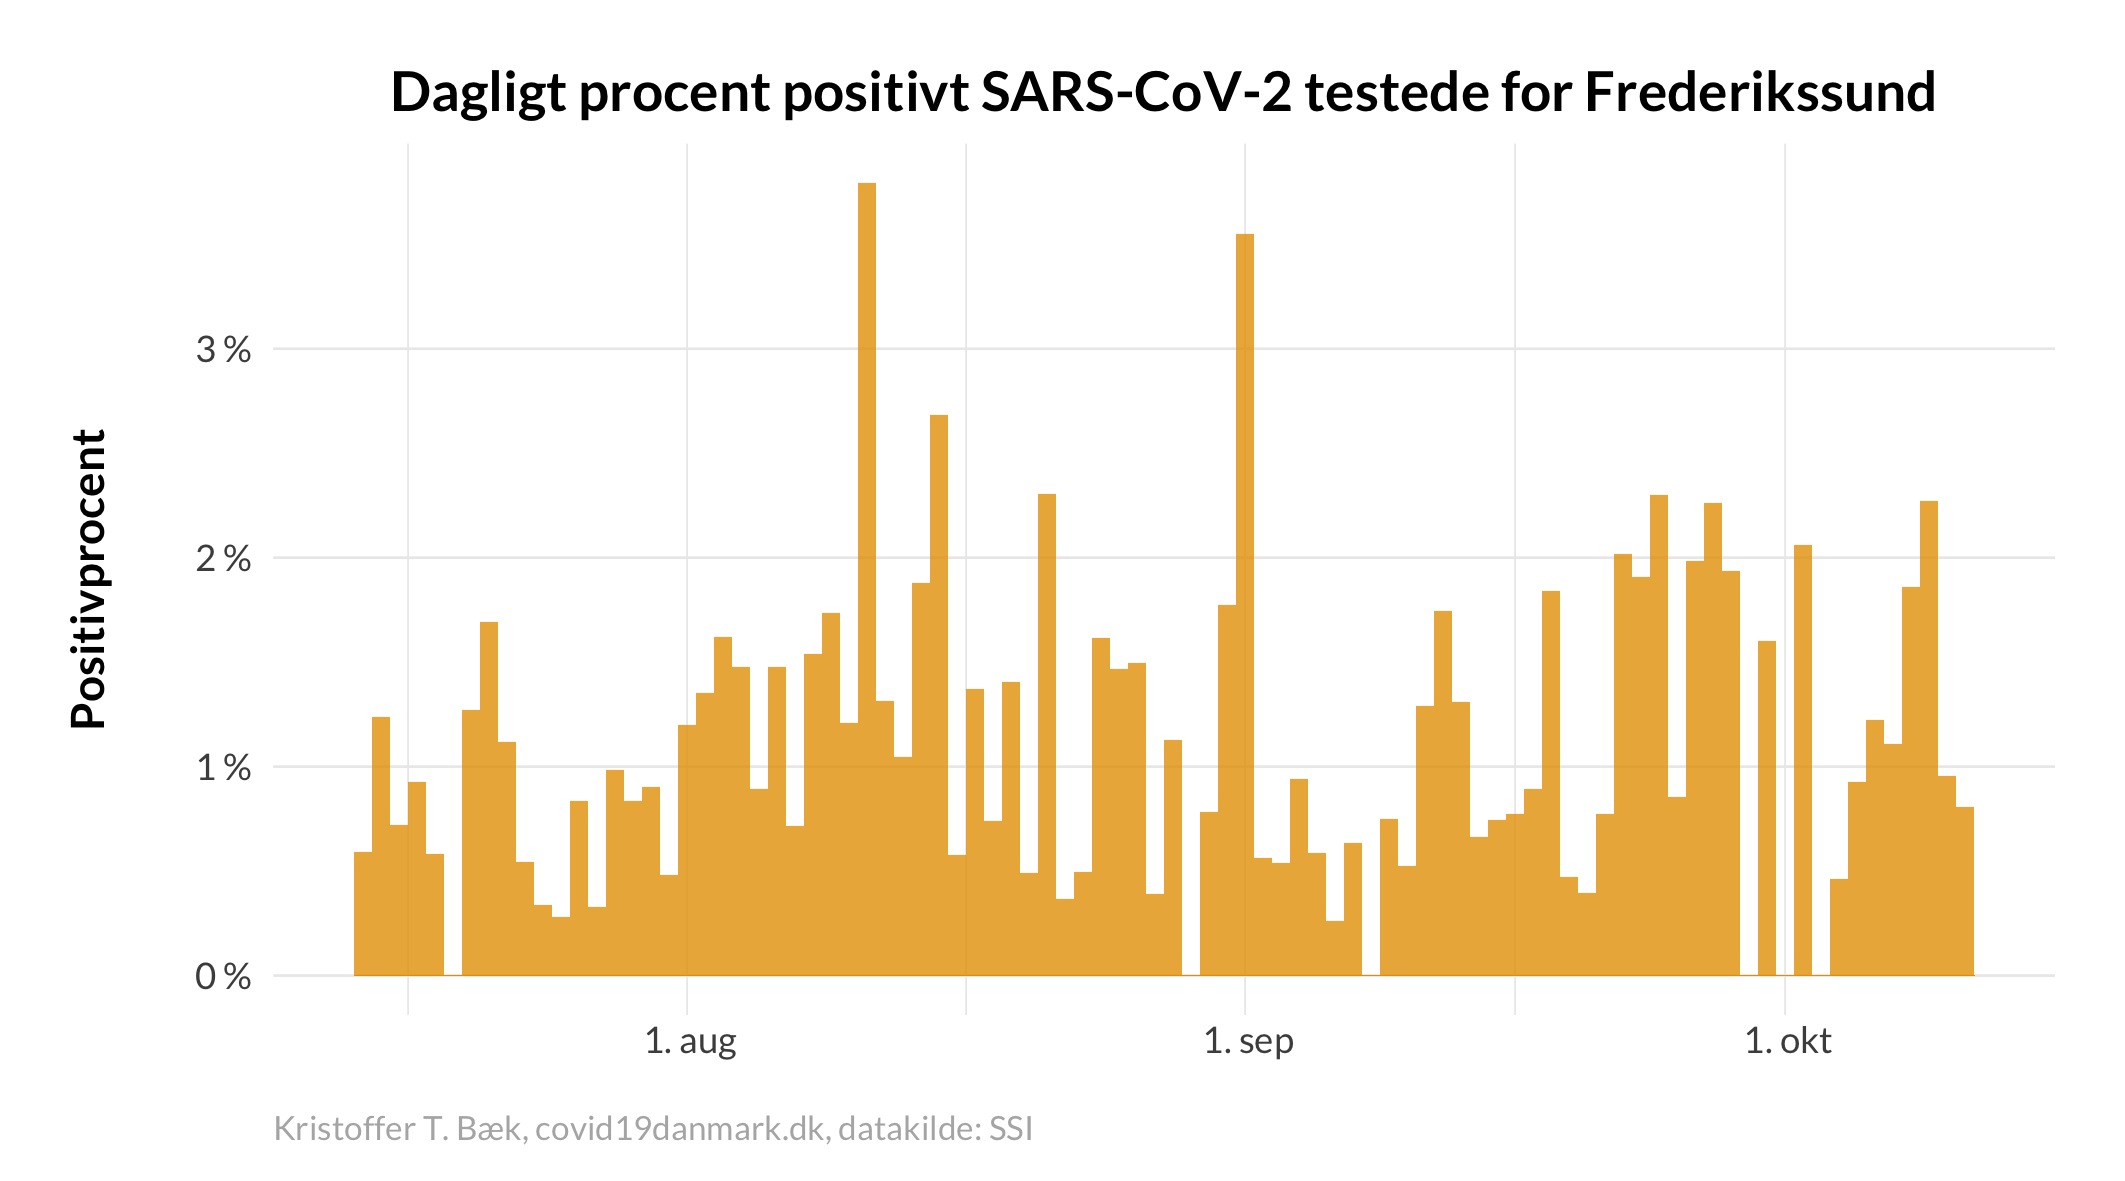 Dagligt procent positivt SARS-CoV-2 testede for Frederikssund
Positivprocent
3 %
2 %
1 %
0 %
1. aug
1. sep
1. okt
Kristoffer T. Bæk, covid19danmark.dk, datakilde: SSI